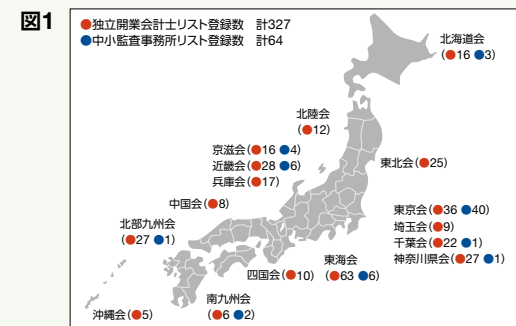 図1
●独立開業会計士リスト登録数 計327
●中小監査事務所リスト登録数 計64
北海道会
(●16 ●3)
北陸会
(●12)
京滋会(●16 ●4)
近畿会(●28 ●6)
兵庫会(●17)
東北会(●25)
中国会(●8)
東京会(●36 ●40)
埼玉会(●9)
千葉会(●22 ●1)
神奈川県会(●27 ●1)
北部九州会
(●27 ●1)
四国会(●10)
東海会
(●63 ●6)
沖縄会(●5)
南九州会
(●6 ●2)